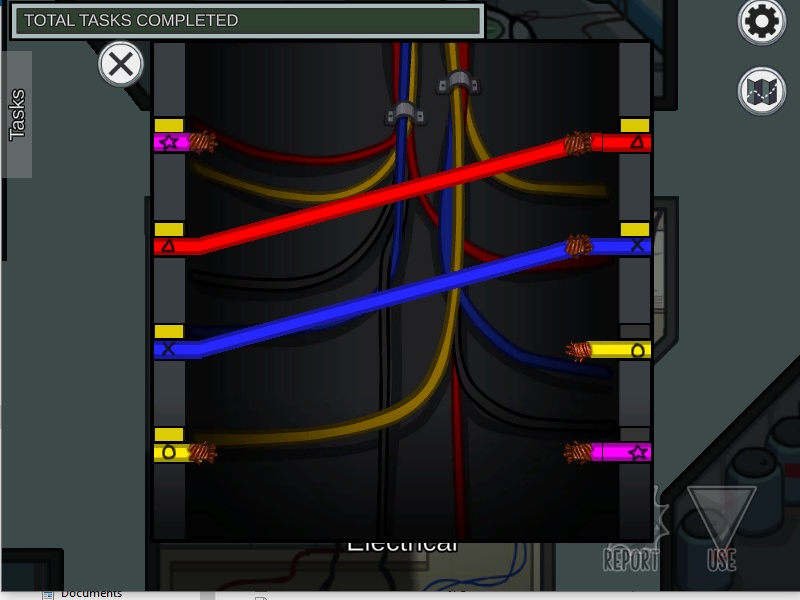 TOTAL TASKS COMPLETED
Tasks
Electrical
REPORT
USE
Documents